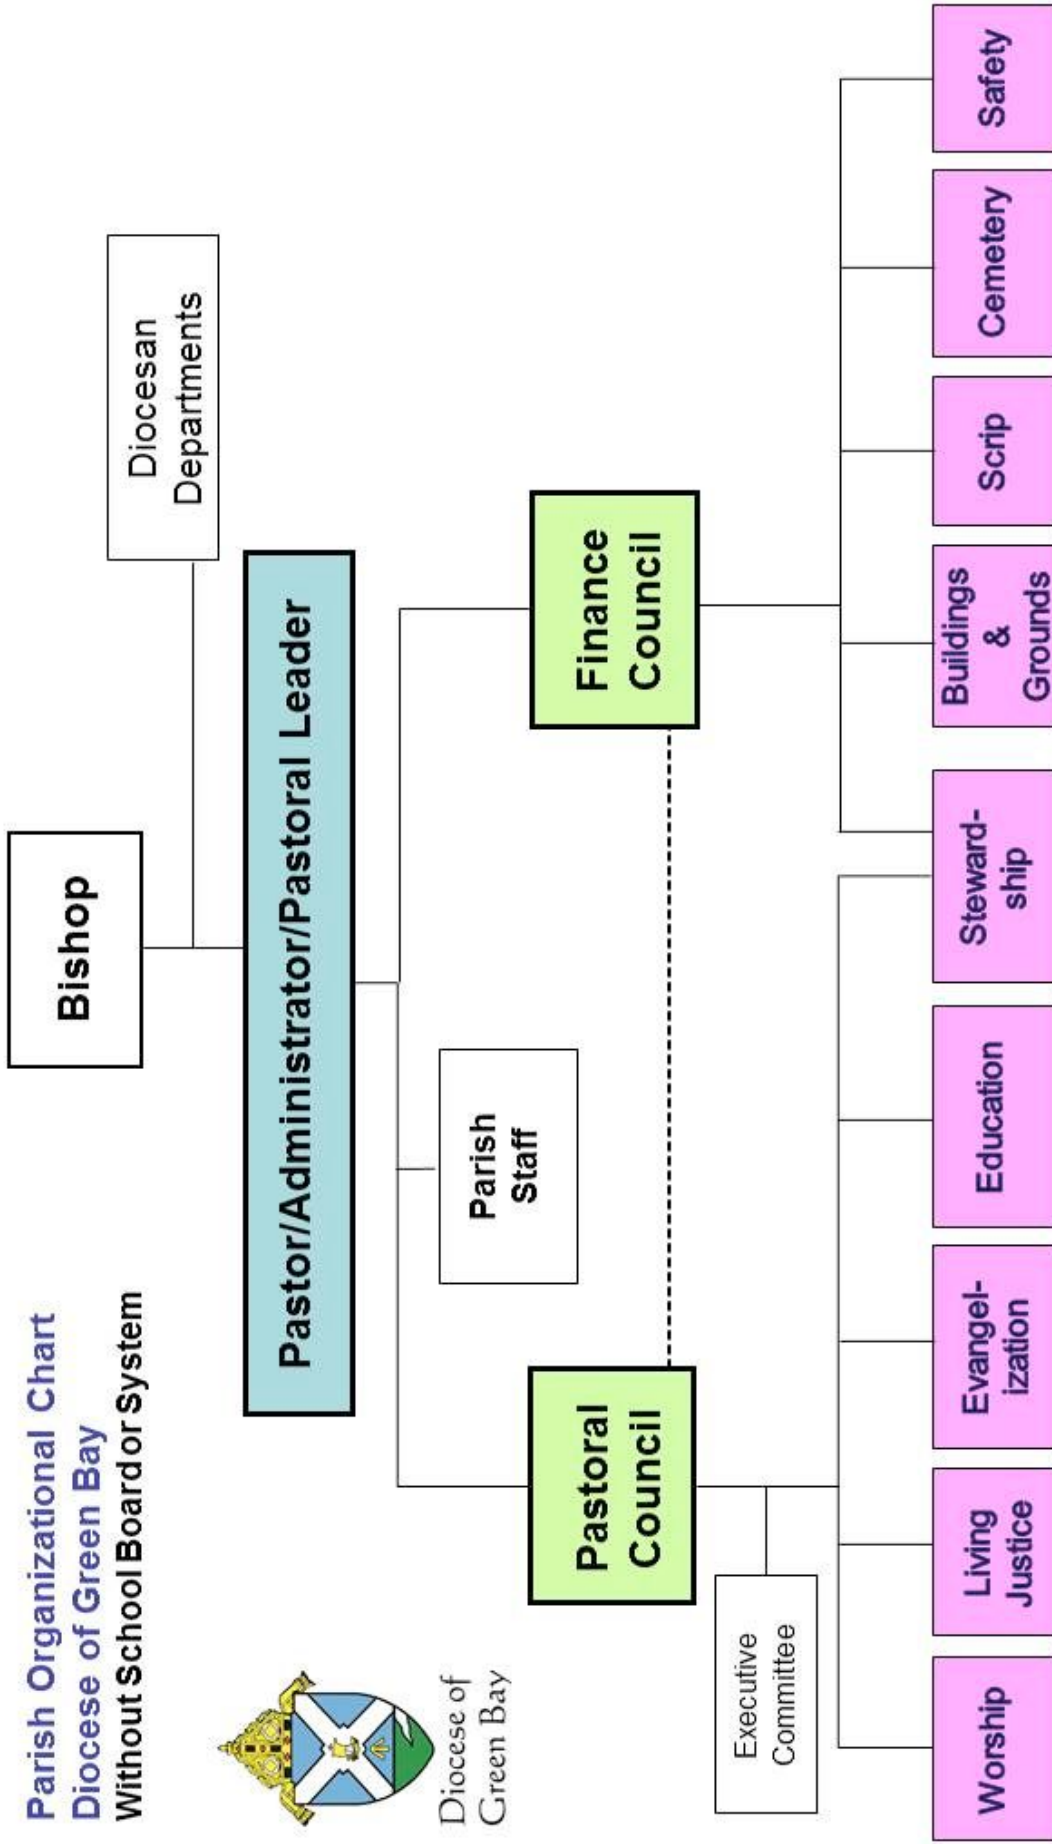 Parish Organizational Chart
Diocese of Green Bay
Without School Board or System
Diocese of
Green Bay
Bishop
Diocesan
Departments
Pastor/Administrator/Pastoral Leader
Parish
Staff
Pastoral
Council
Finance
Council
Executive
Committee
Worship
Living
Justice
Evangel-
ization
Education
Steward-
ship
Buildings
&
Grounds
Scrip
Cemetery
Safety